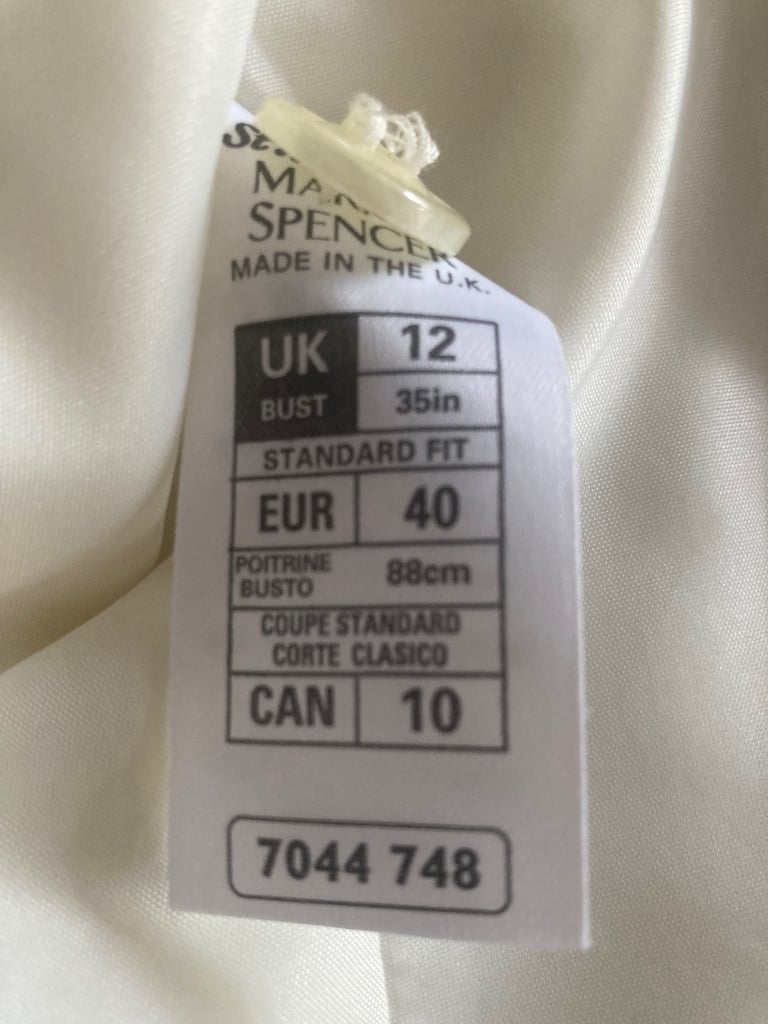 SPENCER
MADE IN THE U.K.
UK 12
BUST 35in
STANDARD FIT
EUR 40
POITRINE
BUSTO 88cm
COUPE STANDARD
CORTE CLASICO
CAN 10
7044 748